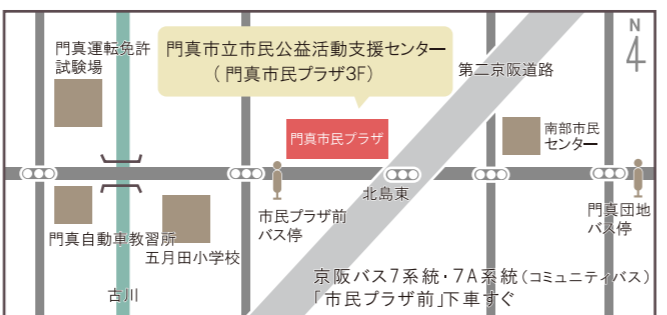 門真運転免許
試験場
門真市立市民公益活動支援センター
（門真市民プラザ3F）
第二京阪道路
N
門真市民プラザ
南部市民
センター
北島東
市民プラザ前
バス停
門真団地
バス停
門真自動車教習所
五月田小学校
古川
京阪バス7系統・7A系統（コミュニティバス）
「市民プラザ前」下車すぐ